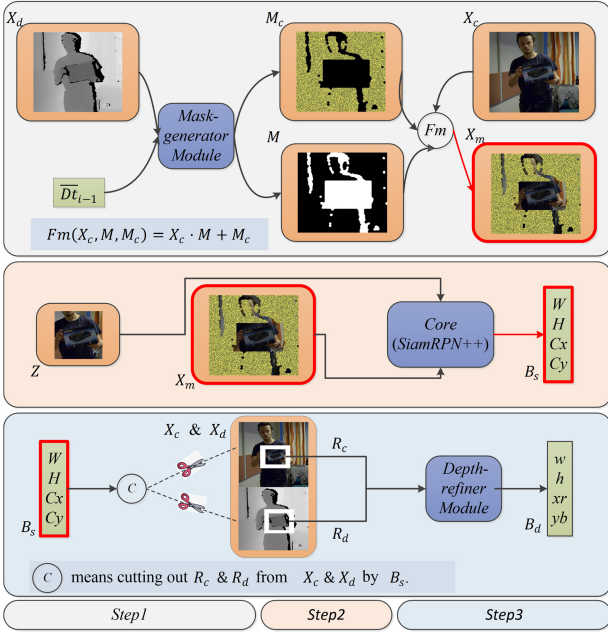 X_d
M_c
X_c
Mask-
generator
Module
Fm
M
X_m
\overline{Dt}_{i-1}
Fm(X_c, M, M_c) = X_c · M + M_c
Z
X_m
Core
(SiamRPN++)
W
H
Cx
Cy
B_s
X_c & X_d
W
H
Cx
Cy
B_s
C
R_c
R_d
Depth-
refiner
Module
w
h
xr
yb
B_d
C means cutting out R_c & R_d from X_c & X_d by B_s.
Step1
Step2
Step3